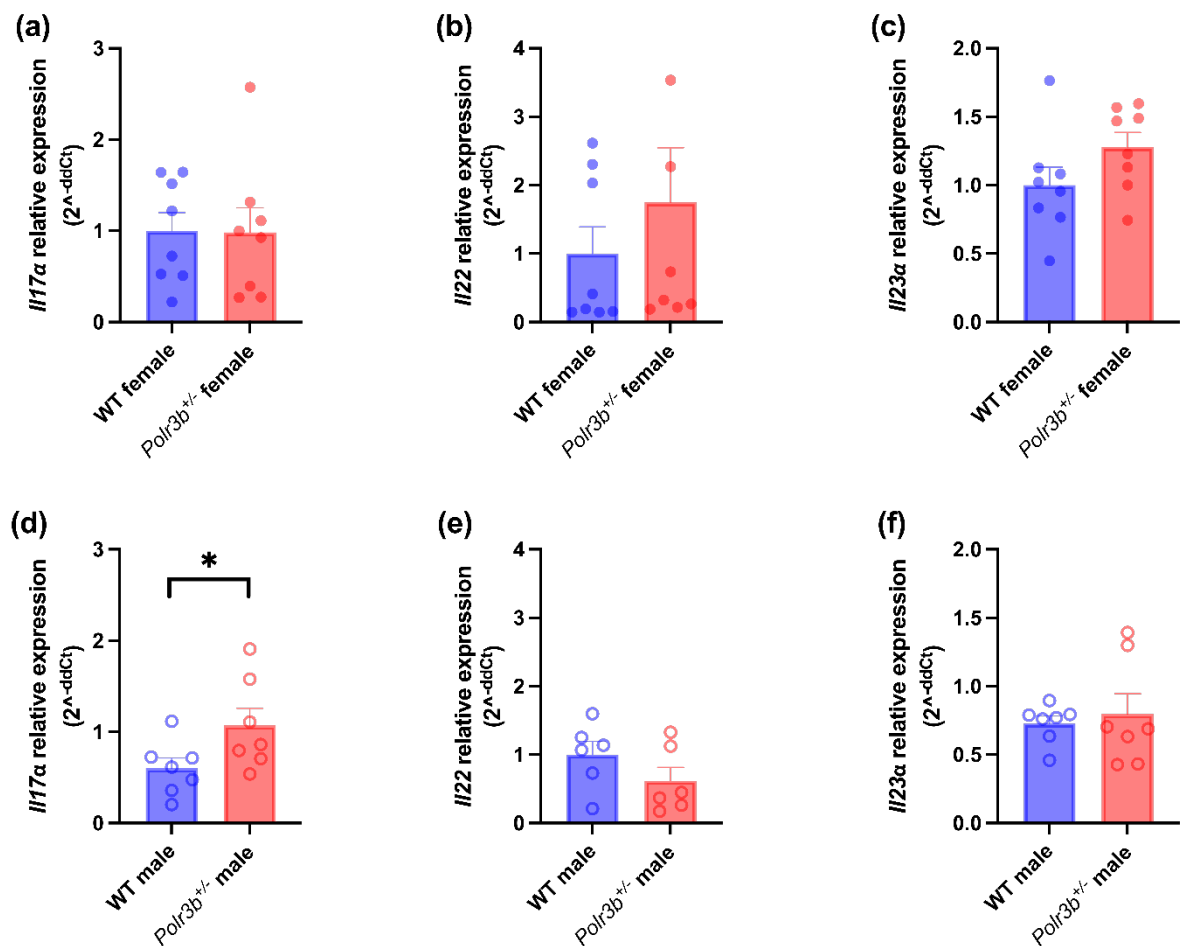 (a)
Il17α relative expression
(2^-ddCt)
3
2
1
0
WT female
Polr3b+/- female
(b)
Il22 relative expression
(2^-ddCt)
4
3
2
1
0
WT female
Polr3b+/- female
(c)
Il23α relative expression
(2^-ddCt)
2.0
1.5
1.0
0.5
0.0
WT female
Polr3b+/- female
(d)
Il17α relative expression
(2^-ddCt)
3
2
1
0
*
WT male
Polr3b+/- male
(e)
Il22 relative expression
(2^-ddCt)
4
3
2
1
0
WT male
Polr3b+/- male
(f)
Il23α relative expression
(2^-ddCt)
2.0
1.5
1.0
0.5
0.0
WT male
Polr3b+/- male